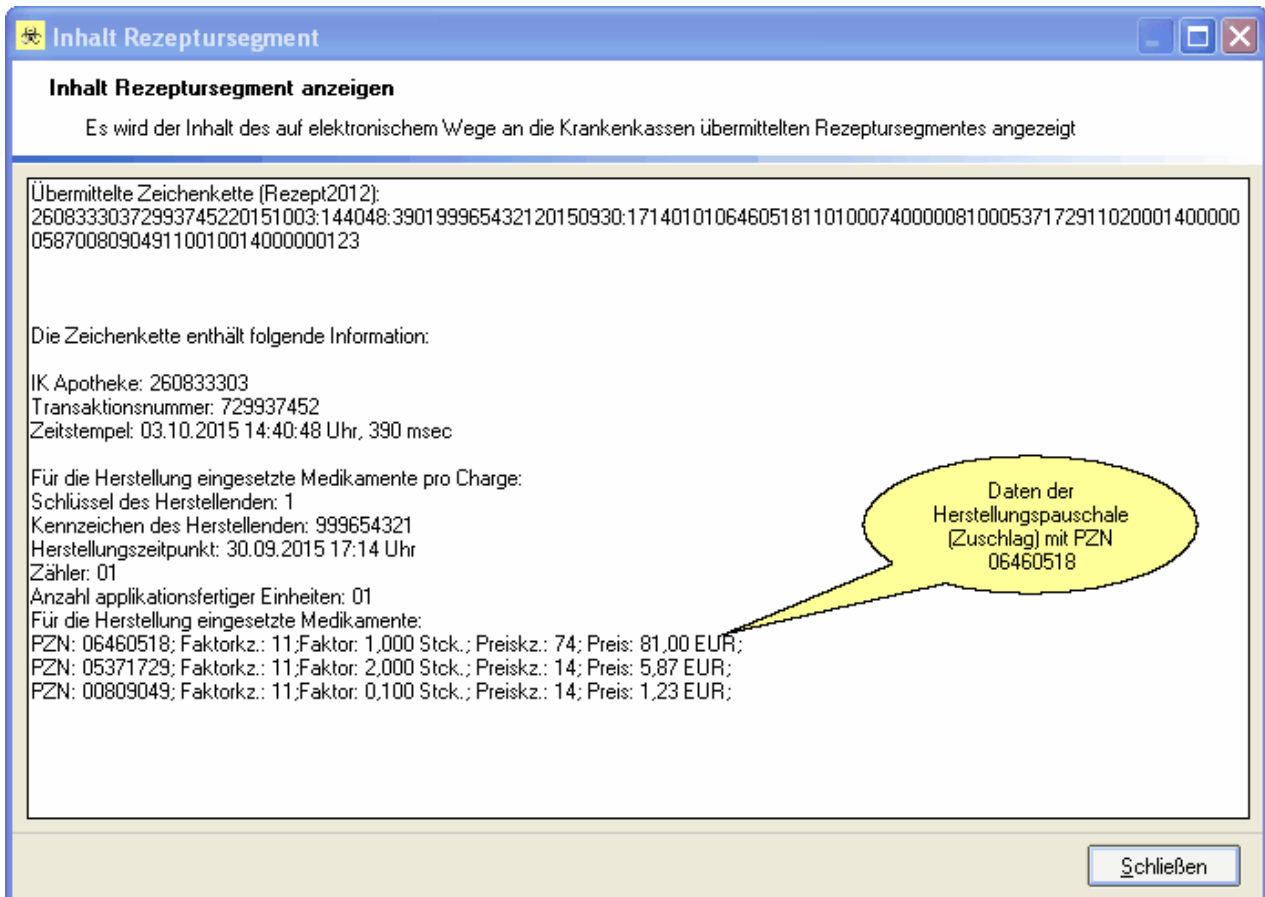 Inhalt Rezeptursegment
Inhalt Rezeptursegment anzeigen
Es wird der Inhalt des auf elektronischem Wege an die Krankenkassen übermittelten Rezeptursegmentes angezeigt
Übermittelte Zeichenkette (Rezept2012):
26083330372993745220151003:144048:39019996543212​0150930:171401010646051811010007400000810005371729110200014000000
058700809049110010014000000123
Die Zeichenkette enthält folgende Information:
IK Apotheke: 260833303
Transaktionsnummer: 729937452
Zeitstempel: 03.10.2015 14:40:48 Uhr, 390 msec
Für die Herstellung eingesetzte Medikamente pro Charge:
Schlüssel des Herstellenden: 1
Kennzeichen des Herstellenden: 999654321
Herstellungszeitpunkt: 30.09.2015 17:14 Uhr
Zähler: 01
Anzahl applikationsfertiger Einheiten: 01
Für die Herstellung eingesetzte Medikamente:
PZN: 06460518; Faktorkz.: 11;Faktor: 1,000 Stck.; Preiskz.: 74; Preis: 81,00 EUR;
PZN: 05371729; Faktorkz.: 11;Faktor: 2,000 Stck.; Preiskz.: 14; Preis: 5,87 EUR;
PZN: 00809049; Faktorkz.: 11;Faktor: 0,100 Stck.; Preiskz.: 14; Preis: 1,23 EUR;
Daten der
Herstellungspauschale
(Zuschlag) mit PZN
06460518
Schließen